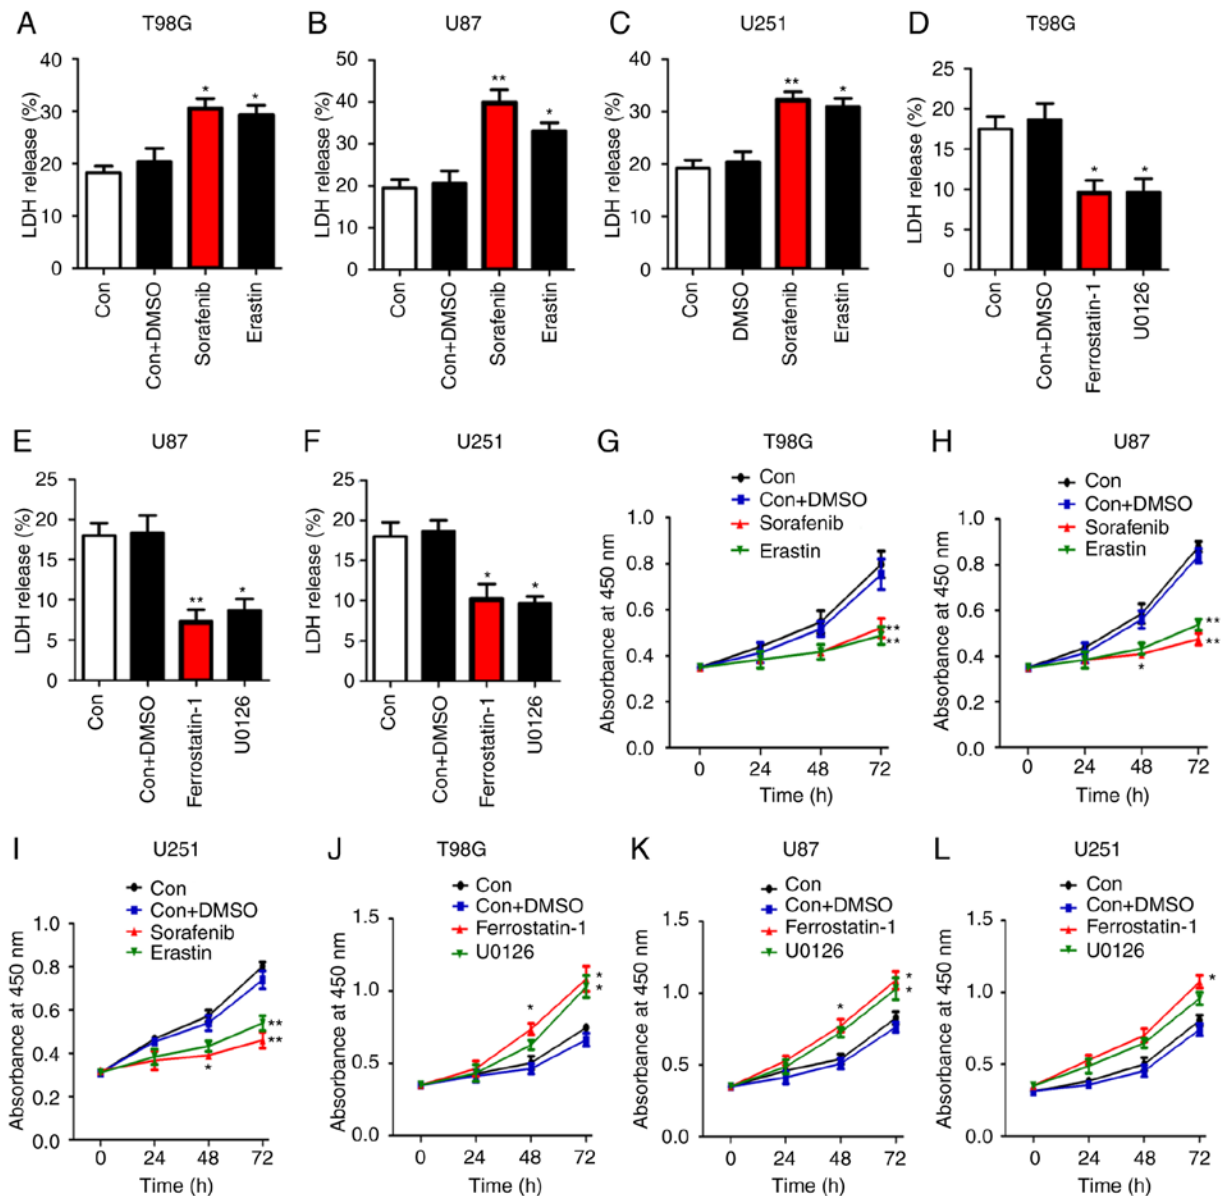 A T98G
LDH release (%)
40
30
20
10
0
Con
Con+DMSO
Sorafenib
Erastin
* *
B U87
LDH release (%)
50
40
30
20
10
0
Con
Con+DMSO
Sorafenib
Erastin
** *
C U251
LDH release (%)
40
30
20
10
0
Con
DMSO
Sorafenib
Erastin
** *
D T98G
LDH release (%)
25
20
15
10
5
0
Con
Con+DMSO
Ferrostatin-1
U0126
* *
E U87
LDH release (%)
25
20
15
10
5
0
Con
Con+DMSO
Ferrostatin-1
U0126
** *
F U251
LDH release (%)
25
20
15
10
5
0
Con
Con+DMSO
Ferrostatin-1
U0126
* *
G T98G
Con
Con+DMSO
Sorafenib
Erastin
Absorbance at 450 nm
1.0
0.8
0.6
0.4
0.2
0.0
**
**
0 24 48 72
Time (h)
H U87
Con
Con+DMSO
Sorafenib
Erastin
Absorbance at 450 nm
1.0
0.8
0.6
0.4
0.2
0.0
**
**
*
0 24 48 72
Time (h)
I U251
Con
Con+DMSO
Sorafenib
Erastin
Absorbance at 450 nm
1.0
0.8
0.6
0.4
0.2
0.0
**
**
*
0 24 48 72
Time (h)
J T98G
Con
Con+DMSO
Ferrostatin-1
U0126
Absorbance at 450 nm
1.5
1.0
0.5
0.0
*
*
*
0 24 48 72
Time (h)
K U87
Con
Con+DMSO
Ferrostatin-1
U0126
Absorbance at 450 nm
1.5
1.0
0.5
0.0
*
*
*
0 24 48 72
Time (h)
L U251
Con
Con+DMSO
Ferrostatin-1
U0126
Absorbance at 450 nm
1.5
1.0
0.5
0.0
*
0 24 48 72
Time (h)